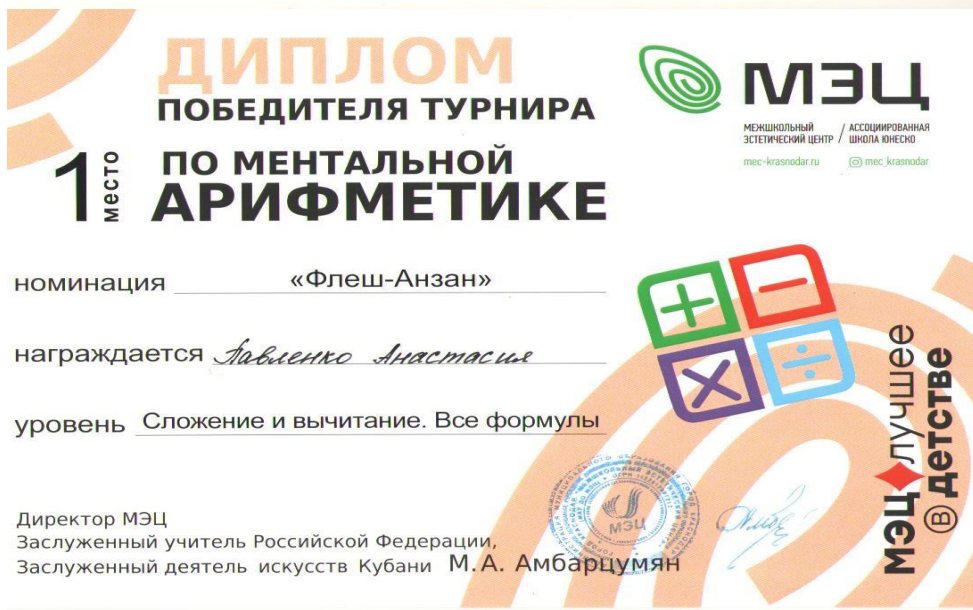 ДИПЛОМ
ПОБЕДИТЕЛЯ ТУРНИРА
1 место
ПО МЕНТАЛЬНОЙ
АРИФМЕТИКЕ
МЭЦ
МЕЖШКОЛЬНЫЙ ЭСТЕТИЧЕСКИЙ ЦЕНТР / АССОЦИИРОВАННАЯ ШКОЛА ЮНЕСКО
mec-krasnodar.ru mec_krasnodar
номинация «Флеш-Анзан»
награждается Павленко Анастасия
уровень Сложение и вычитание. Все формулы
Директор МЭЦ
Заслуженный учитель Российской Федерации,
Заслуженный деятель искусств Кубани М.А. Амбарцумян
МЭЦ
МЭЦ лучшее
в детстве